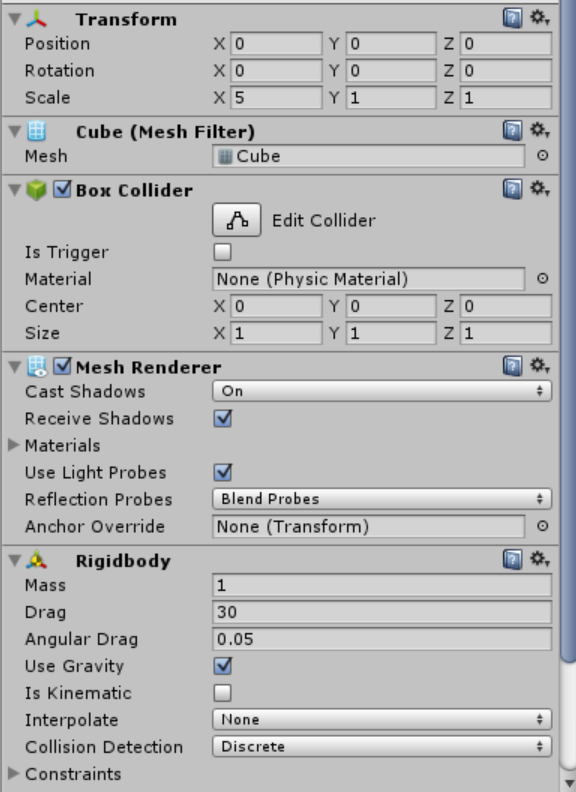 Transform
Position X 0 Y 0 Z 0
Rotation X 0 Y 0 Z 0
Scale X 5 Y 1 Z 1
Cube (Mesh Filter)
Mesh Cube
Box Collider
Edit Collider
Is Trigger
Material None (Physic Material)
Center X 0 Y 0 Z 0
Size X 1 Y 1 Z 1
Mesh Renderer
Cast Shadows On
Receive Shadows
Materials
Use Light Probes
Reflection Probes Blend Probes
Anchor Override None (Transform)
Rigidbody
Mass 1
Drag 30
Angular Drag 0.05
Use Gravity
Is Kinematic
Interpolate None
Collision Detection Discrete
Constraints